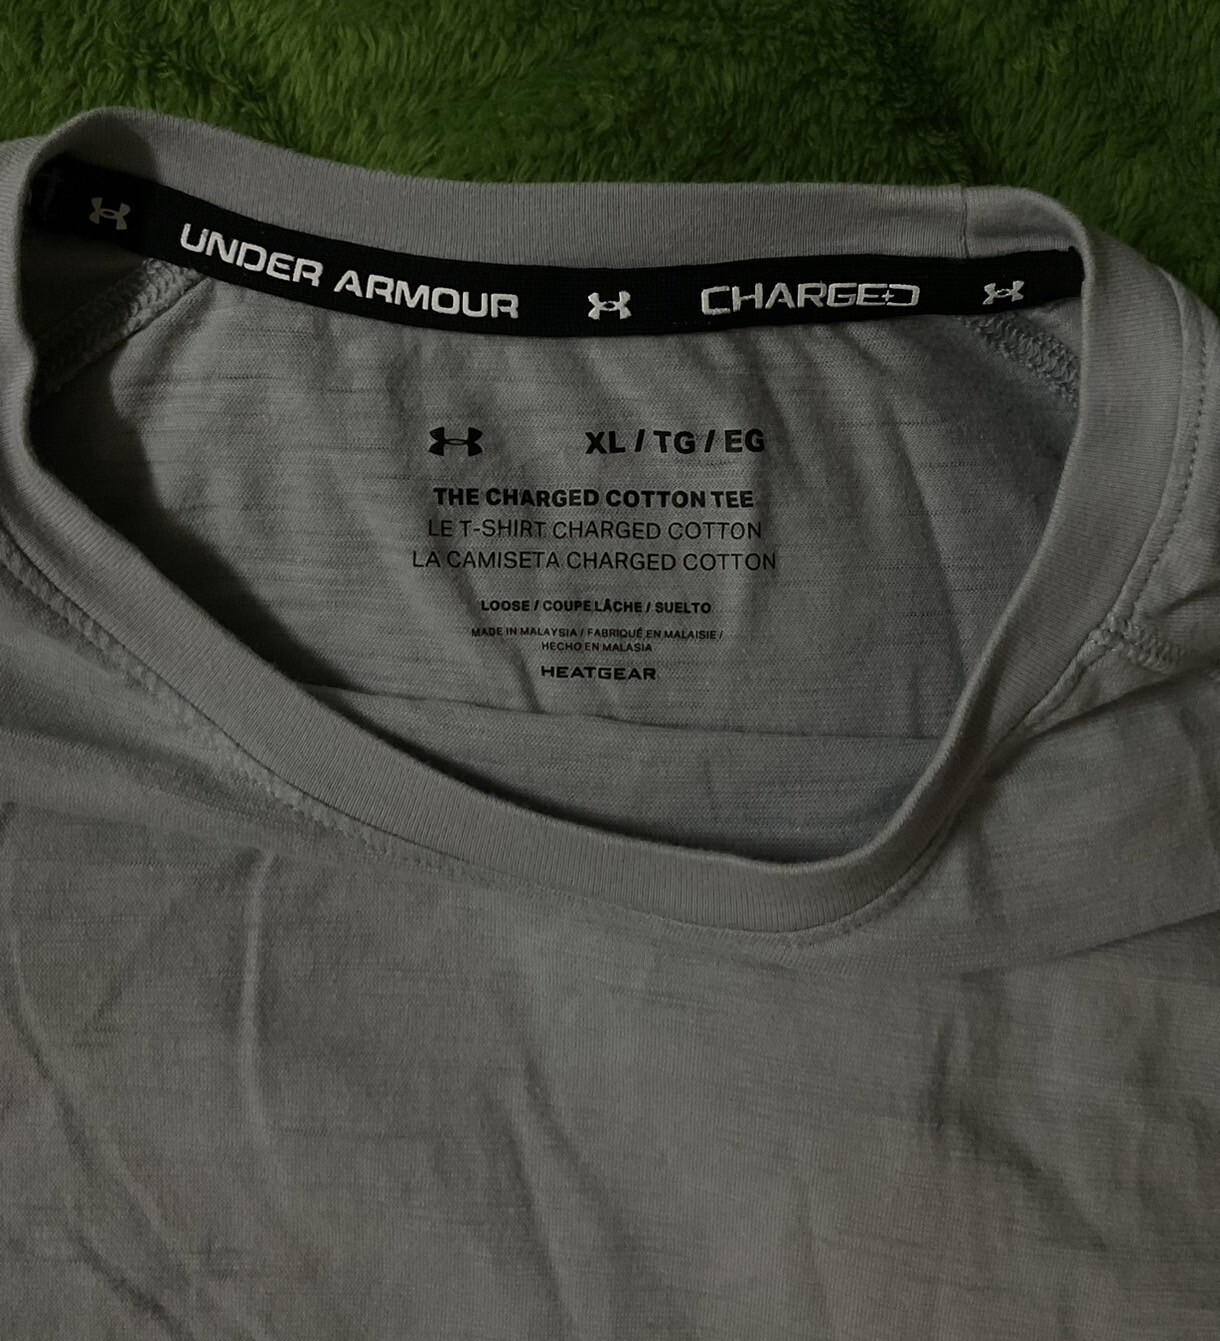 UNDER ARMOUR CHARGED
XL / TG / EG
THE CHARGED COTTON TEE
LE T-SHIRT CHARGED COTTON
LA CAMISETA CHARGED COTTON
LOOSE / COUPE LÂCHE / SUELTO
MADE IN MALAYSIA / FABRIQUÉ EN MALAISIE /
HECHO EN MALASIA
HEATGEAR